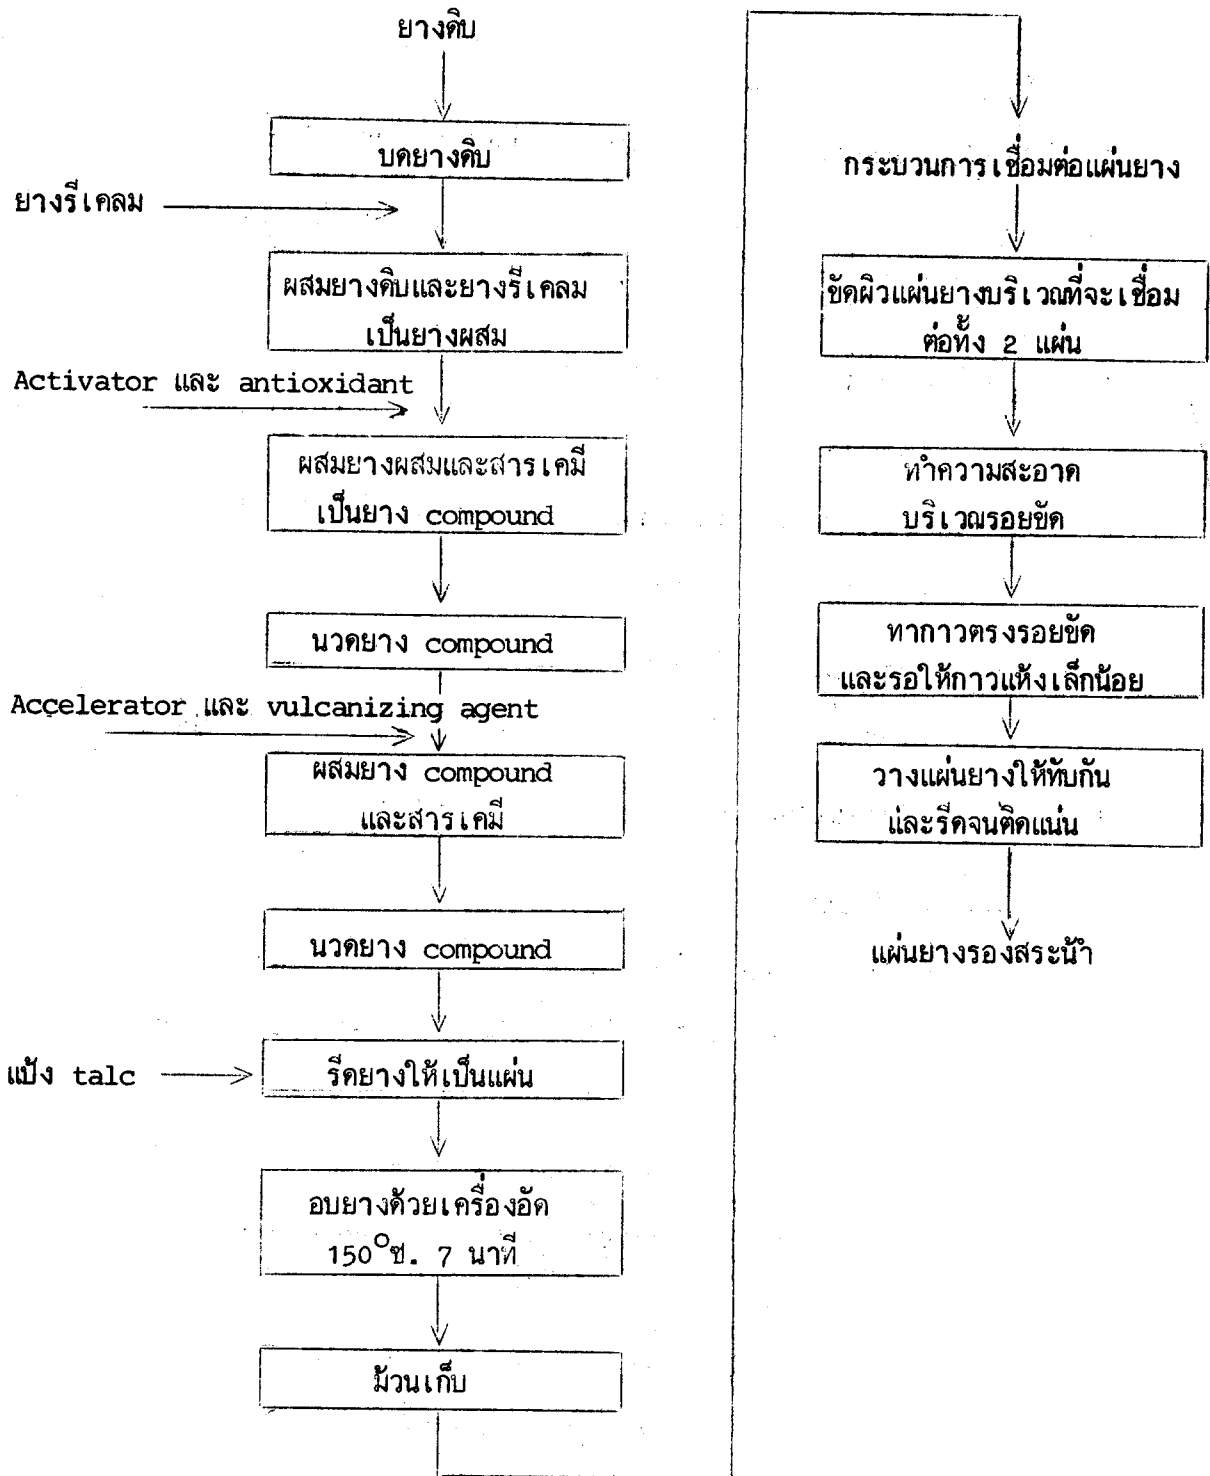 ยางดิบ
บดยางดิบ
ยางรีเคลม
ผสมยางดิบและยางรีเคลม
เป็นยางผสม
Activator และ antioxidant
ผสมยางผสมและสารเคมี
เป็นยาง compound
นวดยาง compound
Accelerator และ vulcanizing agent
ผสมยาง compound
และสารเคมี
นวดยาง compound
แป้ง talc
รีดยางให้เป็นแผ่น
อบยางด้วยเครื่องอัด
150°ซ. 7 นาที
ม้วนเก็บ
กระบวนการเชื่อมต่อแผ่นยาง
ขัดผิวแผ่นยางบริเวณที่จะเชื่อม
ต่อทั้ง 2 แผ่น
ทำความสะอาด
บริเวณรอยขัด
ทากาวตรงรอยขัด
และรอให้กาวแห้งเล็กน้อย
วางแผ่นยางให้ทับกัน
และรีดจนติดแน่น
แผ่นยางรองสระน้ำ